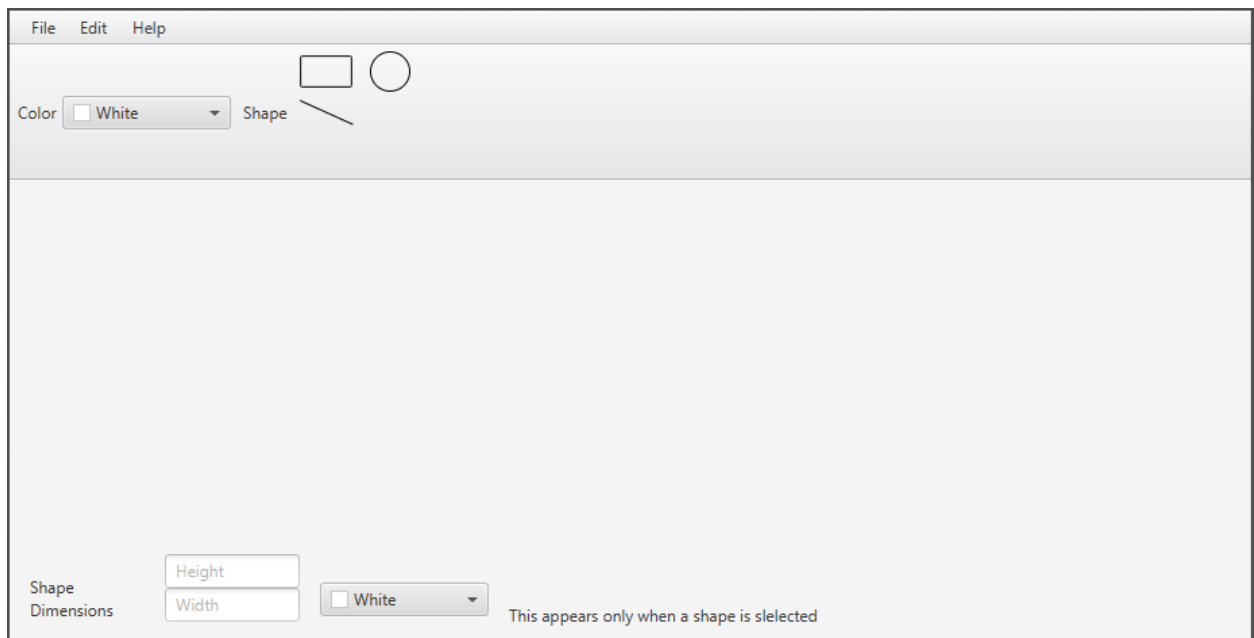 File Edit Help
Color White Shape
Height
Shape
Dimensions
Width
White
This appears only when a shape is slelected